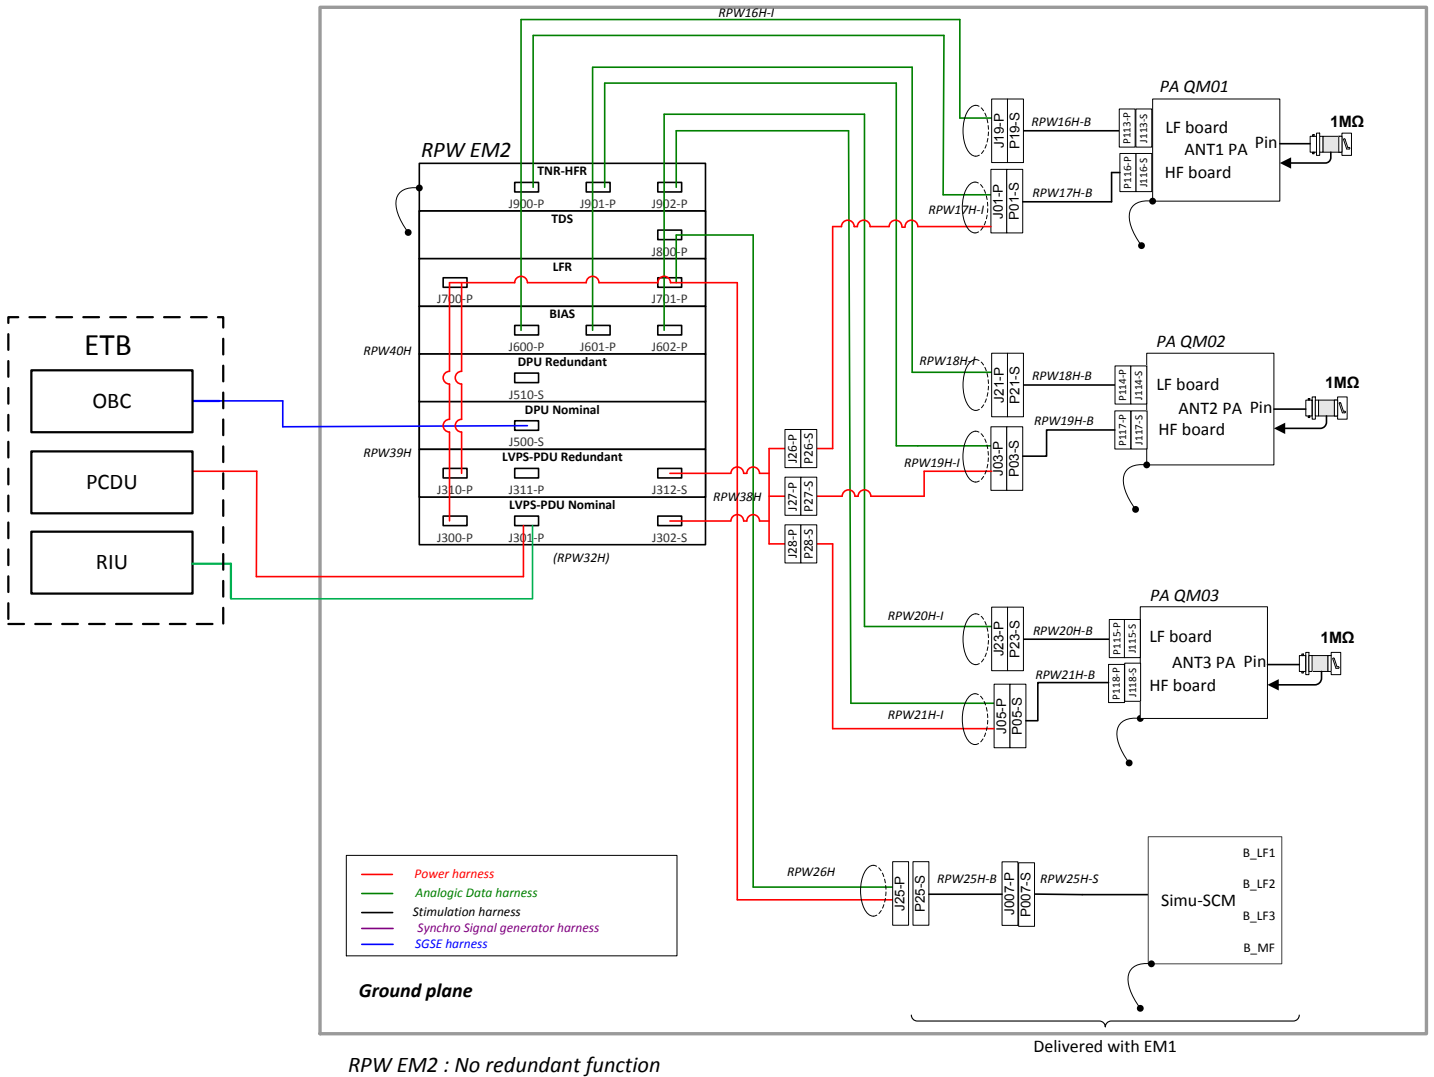 RPW16H-I
PA QM01
J19-P
P19-S
RPW16H-B
P113-P
J113-S
LF board
ANT1 PA
HF board
Pin
1MΩ
P116-P
J116-S
RPW17H-B
RPW17H-I
J01-P
P01-S
RPW EM2
TNR-HFR
J900-P
J901-P
J902-P
TDS
J800-P
LFR
J700-P
J701-P
BIAS
J600-P
J601-P
J602-P
RPW40H
DPU Redundant
J510-S
DPU Nominal
J500-S
RPW39H
LVPS-PDU Redundant
J310-P
J311-P
J312-S
LVPS-PDU Nominal
J300-P
J301-P
J302-S
(RPW32H)
RPW38H
ETB
OBC
PCDU
RIU
J26-P
P26-S
J27-P
P27-S
J28-P
P28-S
PA QM02
RPW18H-I
J21-P
P21-S
RPW18H-B
P114-P
J114-S
LF board
ANT2 PA
HF board
Pin
1MΩ
P117-P
J117-S
RPW19H-B
RPW19H-I
J03-P
P03-S
PA QM03
RPW20H-I
J23-P
P23-S
RPW20H-B
P115-P
J115-S
LF board
ANT3 PA
HF board
Pin
1MΩ
P118-P
J118-S
RPW21H-B
RPW21H-I
J05-P
P05-S
RPW26H
J25-P
P25-S
RPW25H-B
J007-P
P007-S
RPW25H-S
Simu-SCM
B_LF1
B_LF2
B_LF3
B_MF
Power harness
Analogic Data harness
Stimulation harness
Synchro Signal generator harness
SGSE harness
Ground plane
Delivered with EM1
RPW EM2 : No redundant function